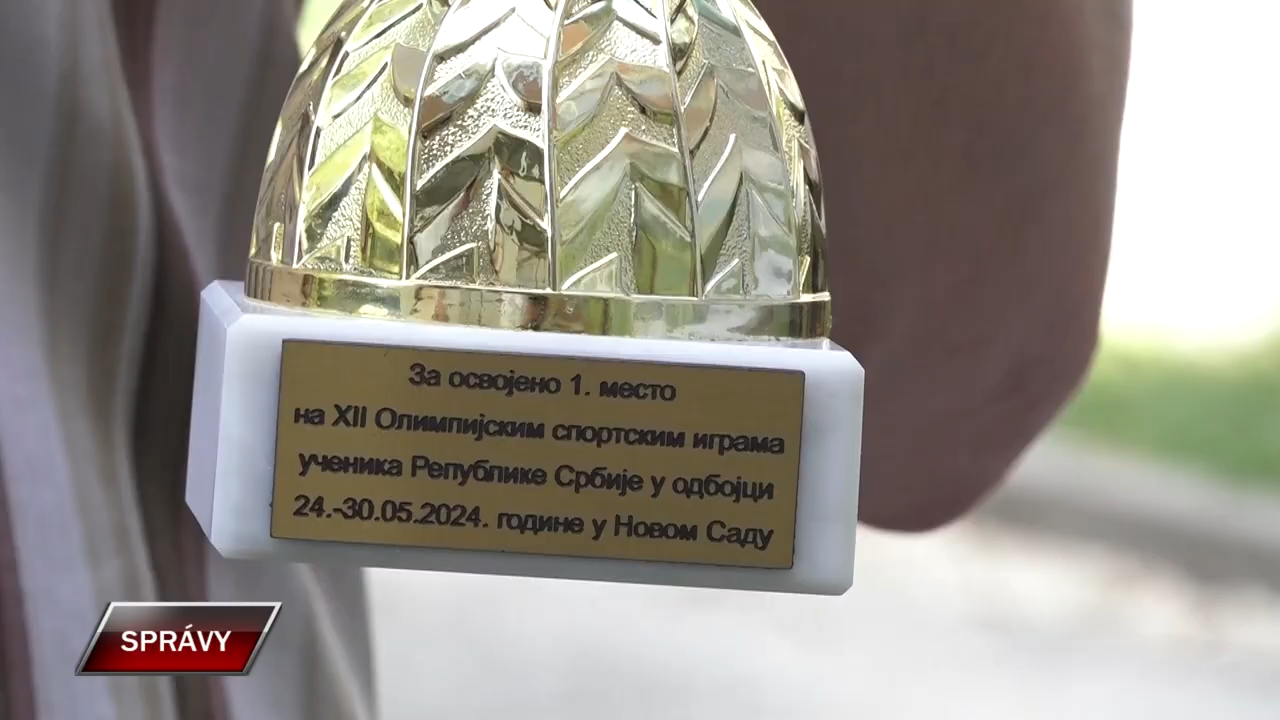 За освојено 1. место
на XII Олимпијским спортским играма
ученика Републике Србије у одбојци
24.-30.05.2024. године у Новом Саду
SPRÁVY